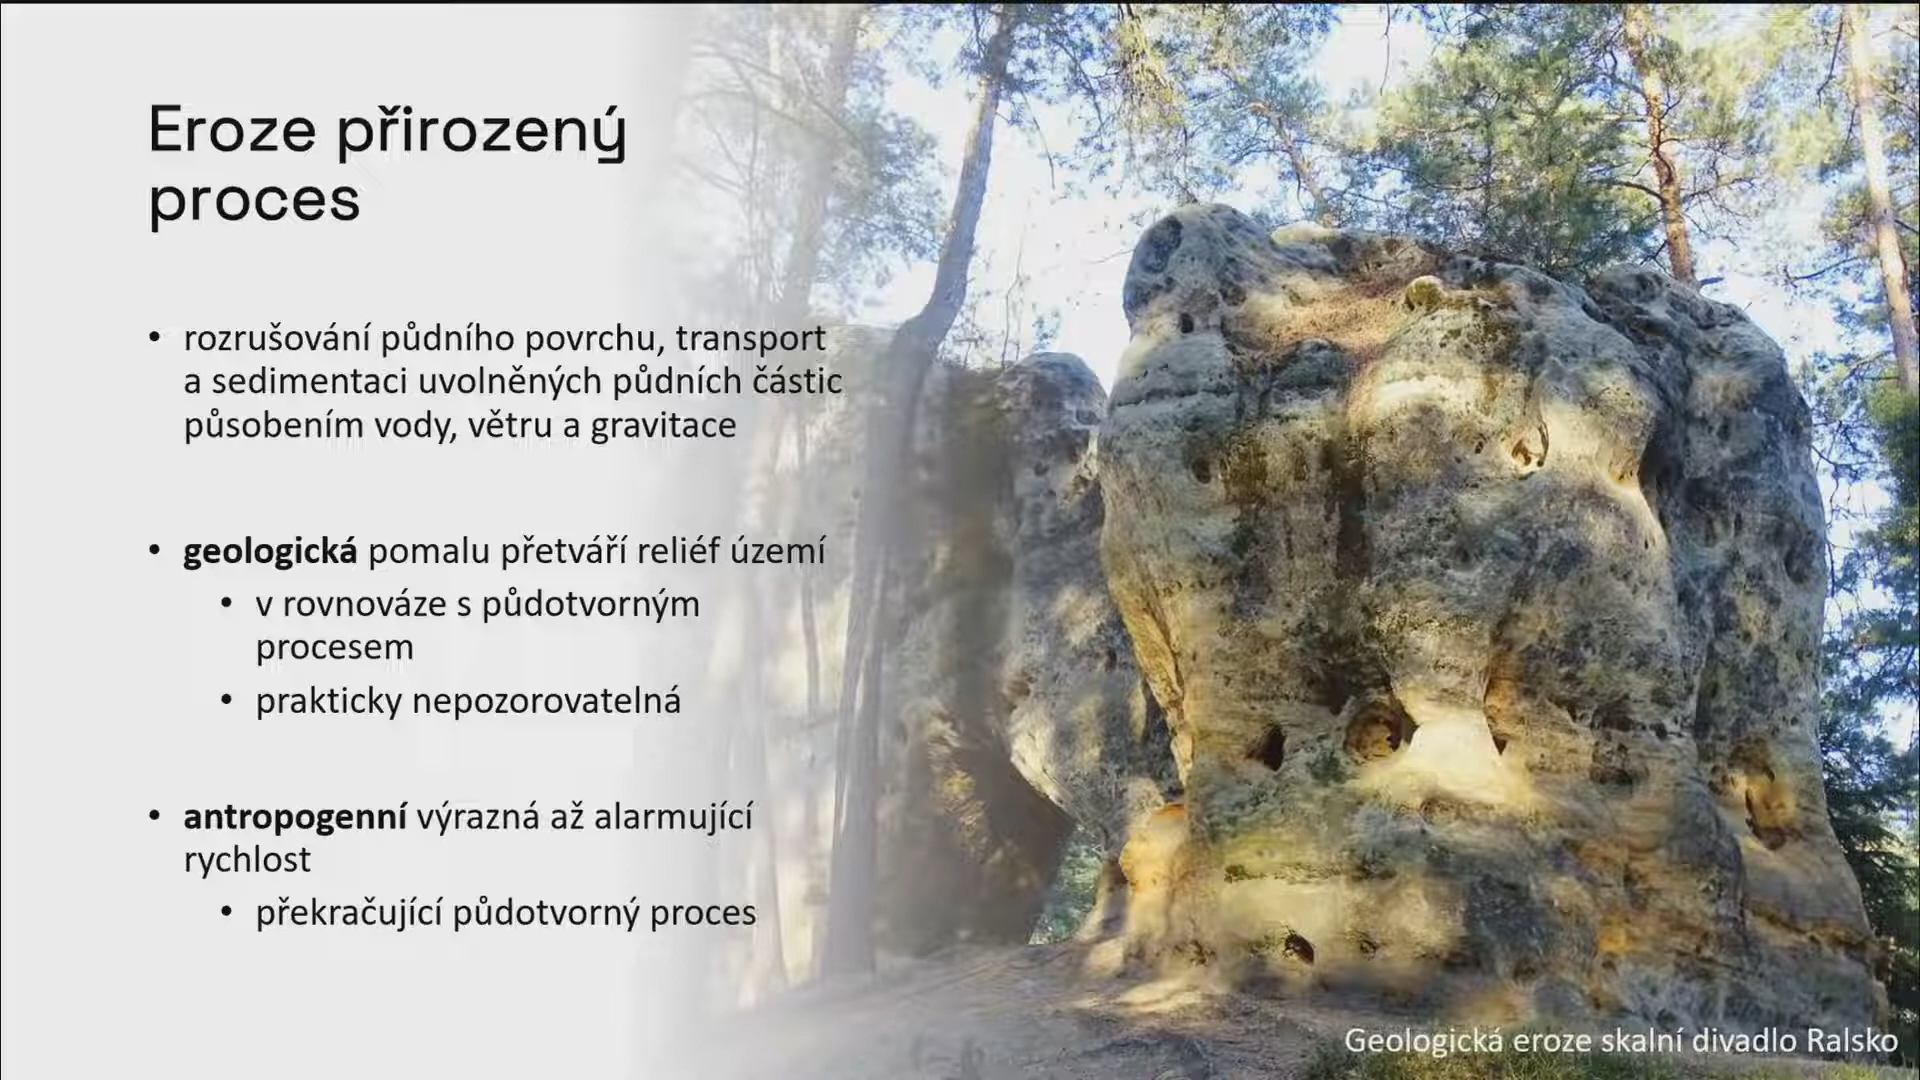 Eroze přirozený
proces
• rozrušování půdního povrchu, transport
a sedimentaci uvolněných půdních částic
působením vody, větru a gravitace
• geologická pomalu přetváří reliéf území
• v rovnováze s půdotvorným
procesem
• prakticky nepozorovatelná
• antropogenní výrazná až alarmující
rychlost
• překračující půdotvorný proces
Geologická eroze skalní divadlo Ralsko